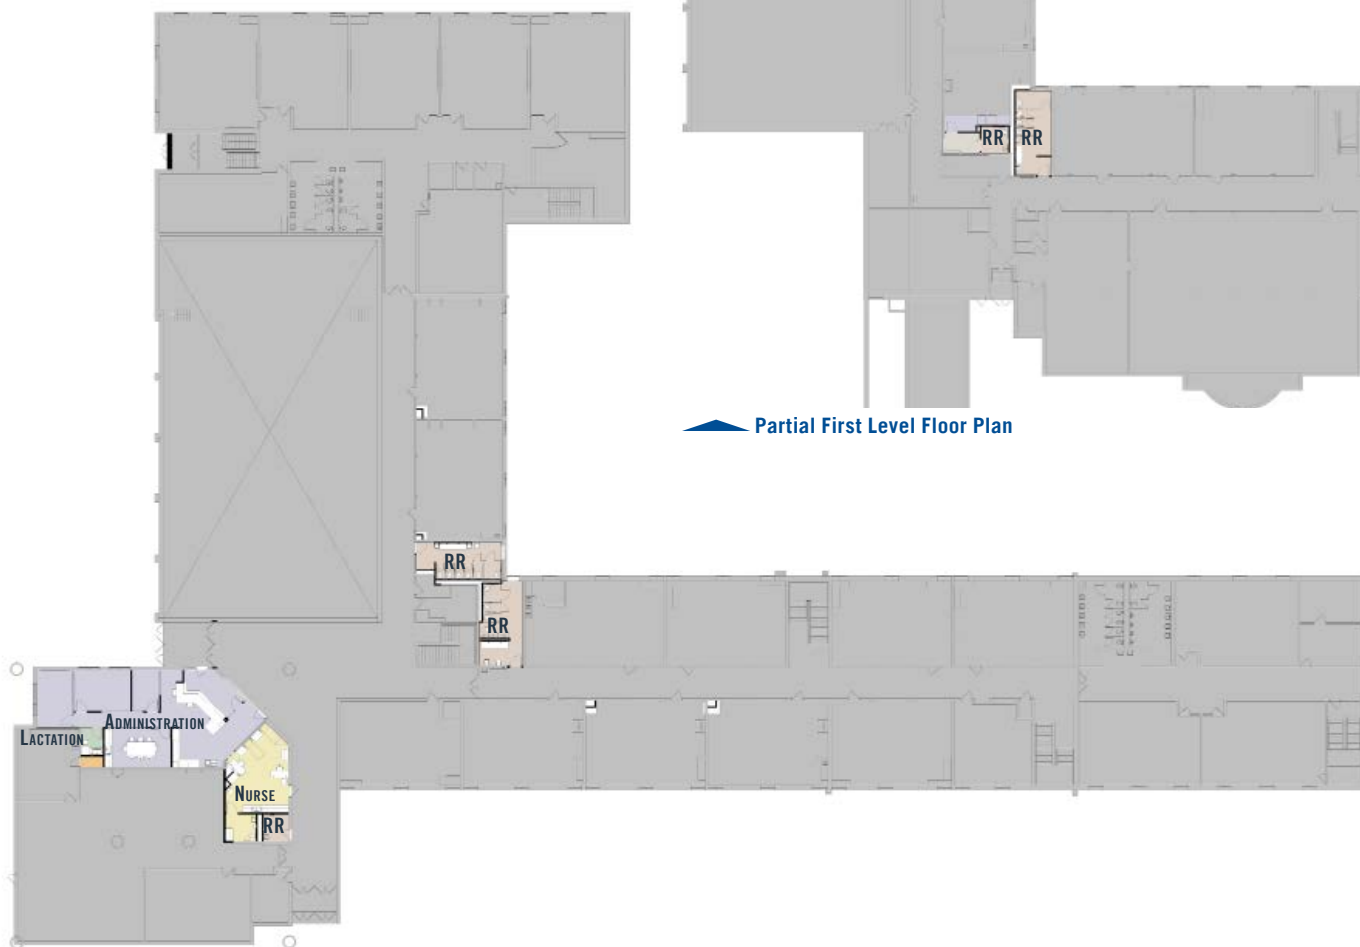 RR RR
Partial First Level Floor Plan
RR
RR
ADMINISTRATION
LACTATION
NURSE
RR